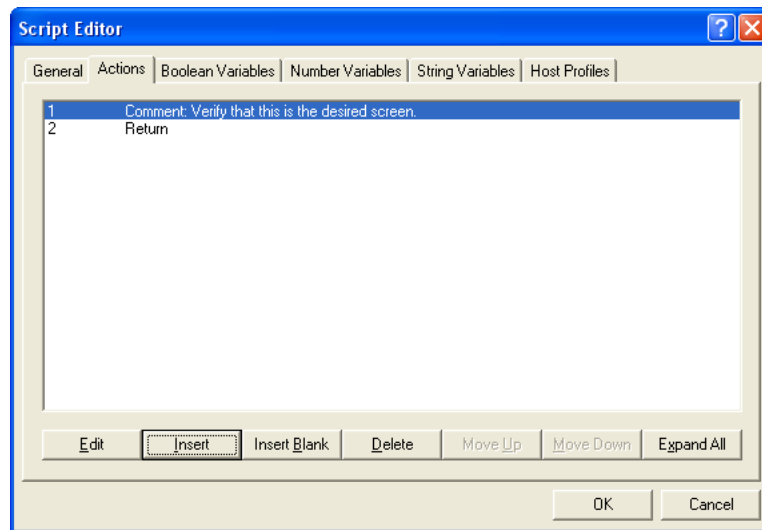 Script Editor
General Actions Boolean Variables Number Variables String Variables Host Profiles
1 Comment: Verify that this is the desired screen.
2 Return
Edit Insert Insert Blank Delete Move Up Move Down Expand All
OK Cancel